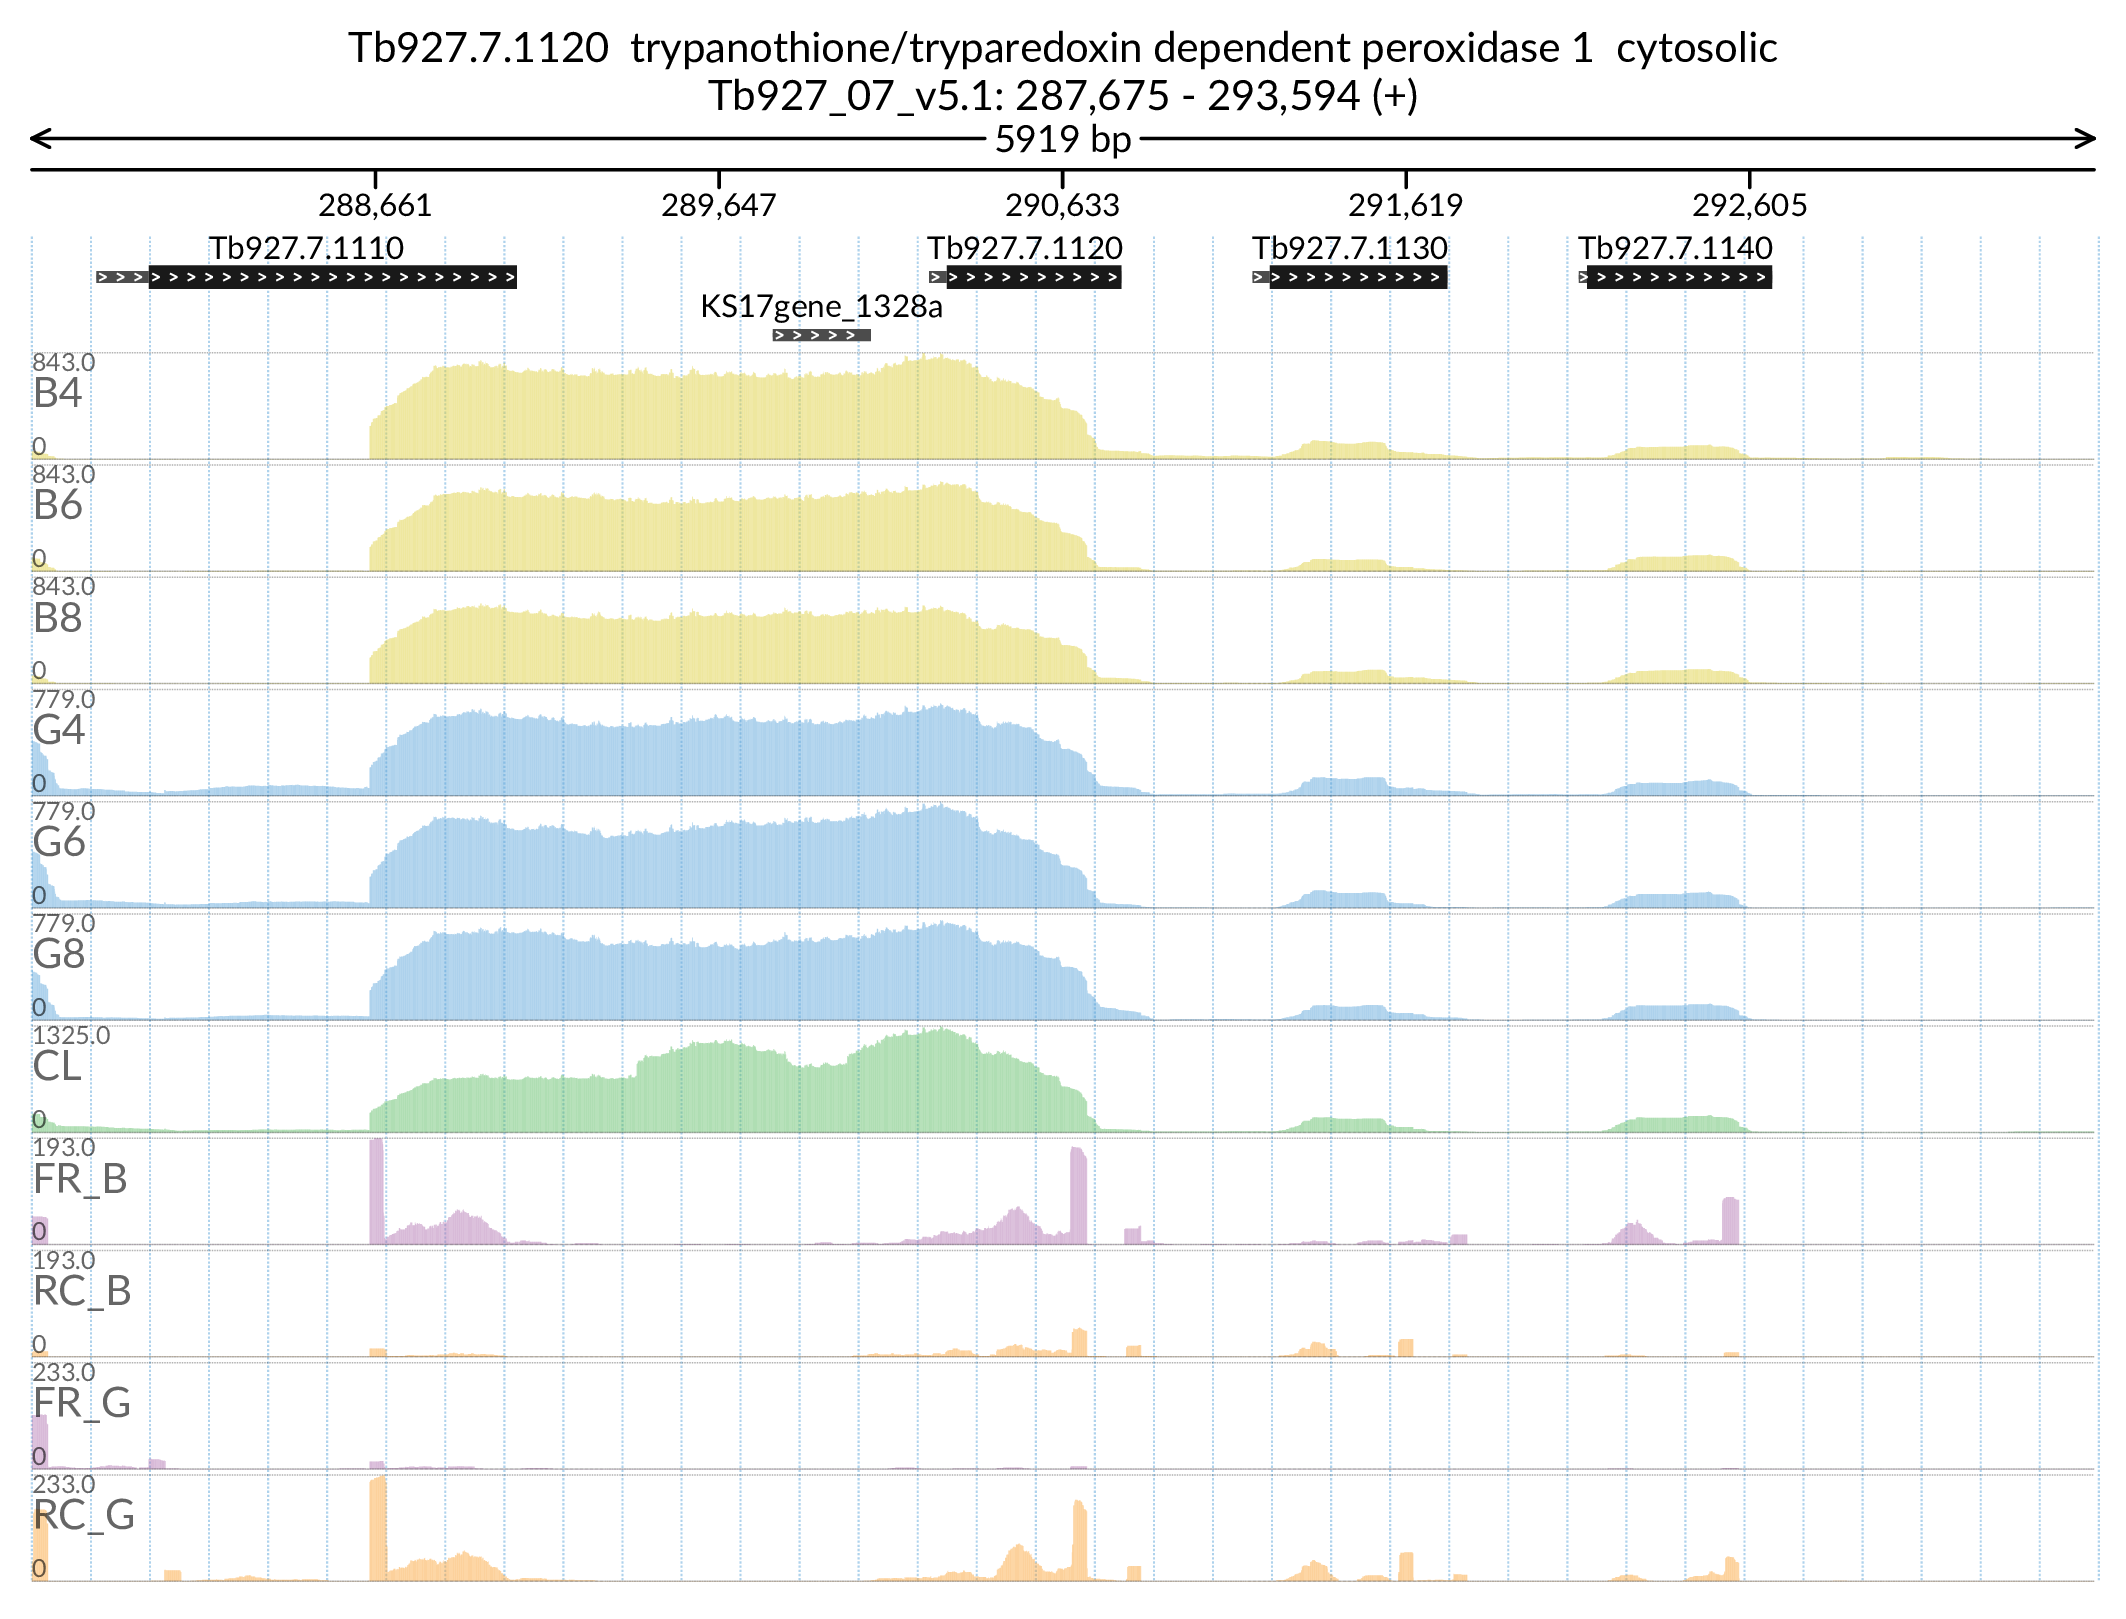 Tb927.7.1120  trypanothione/tryparedoxin dependent peroxidase 1  cytosolic
Tb927_07_v5.1: 287,675 - 293,594 (+)
5919 bp
288,661 289,647 290,633 291,619 292,605
Tb927.7.1110 Tb927.7.1120 Tb927.7.1130 Tb927.7.1140
KS17gene_1328a
843.0
B4
0
843.0
B6
0
843.0
B8
0
779.0
G4
0
779.0
G6
0
779.0
G8
0
1325.0
CL
0
193.0
FR_B
0
193.0
RC_B
0
233.0
FR_G
0
233.0
RC_G
0